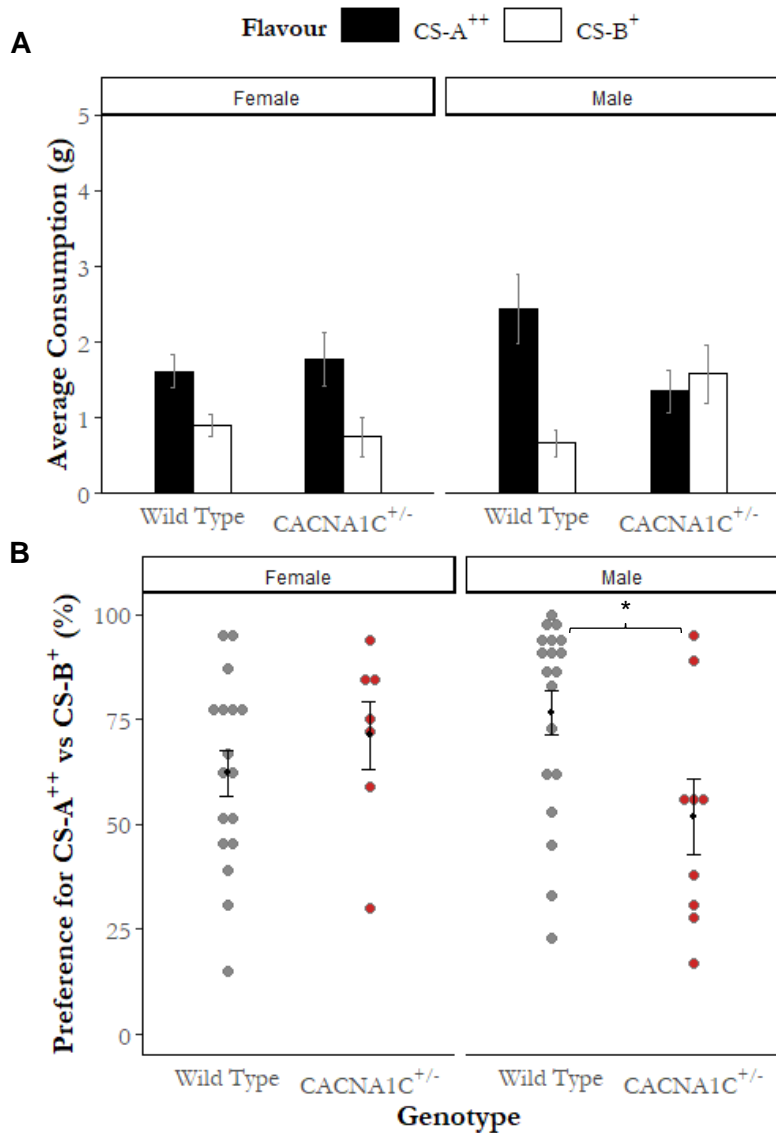 Flavour CS-A++ CS-B+
A
Female Male
Average Consumption (g)
5
4
3
2
1
0
Wild Type CACNA1C+/- Wild Type CACNA1C+/-
B
Female Male
Preference for CS-A++ vs CS-B+ (%)
100
75
50
25
0
*
Wild Type CACNA1C+/- Wild Type CACNA1C+/-
Genotype